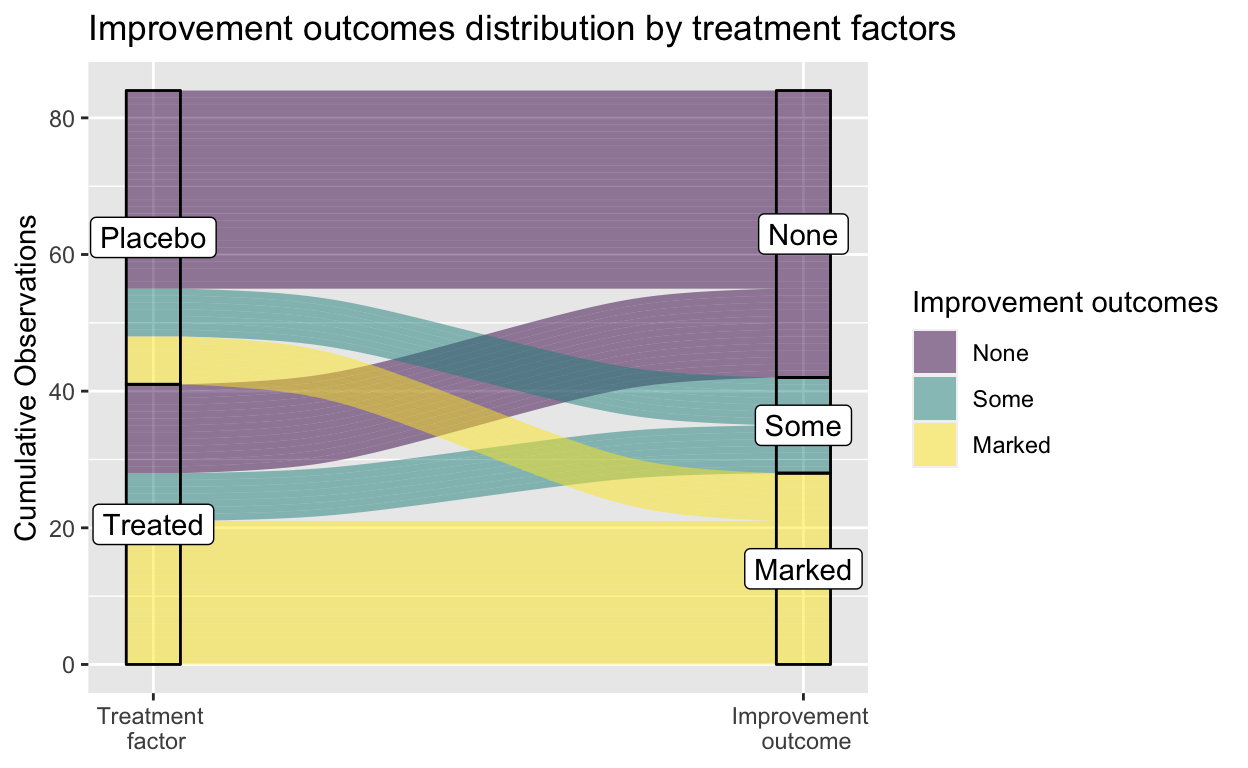 Improvement outcomes distribution by treatment factors
Cumulative Observations
80
60
40
20
0
Placebo
Treated
None
Some
Marked
Treatment
factor
Improvement
outcome
Improvement outcomes
None
Some
Marked